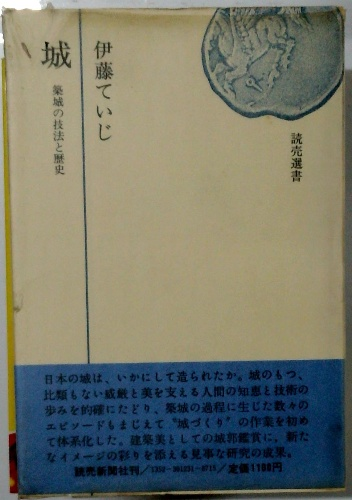 城
築城の技法と歴史
伊藤ていじ
読売選書
日本の城は、いかにして造られたか。城のもつ、
比類もない威厳と美を支える人間の知恵と技術の
歩みを的確にたどり、築城の過程に生じた数々の
エピソードもまじえて“城づくり”の作業を初め
て体系化した。建築美としての城郭鑑賞に、新た
なイメージの彩りを添える見事な研究の成果。
読売新聞社刊/1352-361931-8715/定価1100円